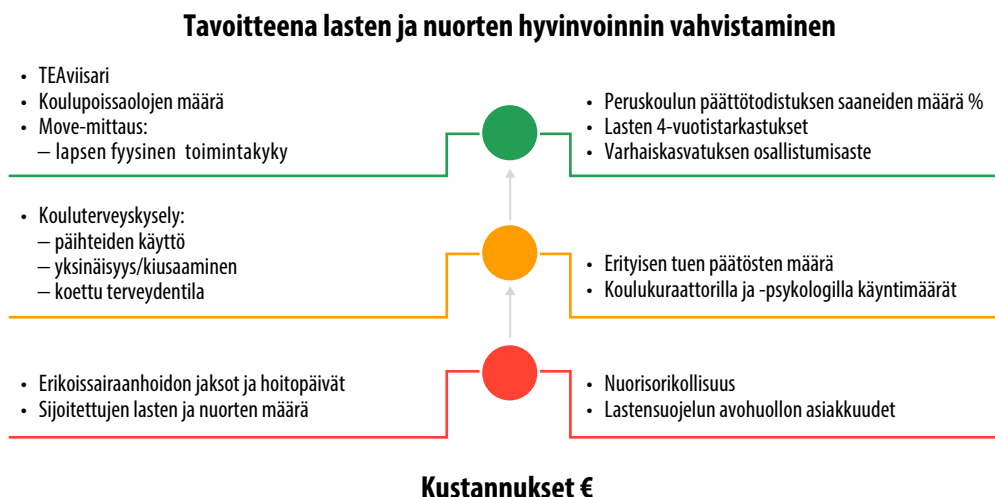 Tavoitteena lasten ja nuorten hyvinvoinnin vahvistaminen
• TEAviisari
• Koulupoissaolojen määrä
• Move-mittaus:
– lapsen fyysinen toimintakyky
• Peruskoulun päättötodistuksen saaneiden määrä %
• Lasten 4-vuotistarkastukset
• Varhaiskasvatuksen osallistumisaste
• Kouluterveyskysely:
– päihteiden käyttö
– yksinäisyys/kiusaaminen
– koettu terveydentila
• Erityisen tuen päätösten määrä
• Koulukuraattorilla ja -psykologilla käyntimäärät
• Erikoissairaanhoidon jaksot ja hoitopäivät
• Sijoitettujen lasten ja nuorten määrä
• Nuorisorikollisuus
• Lastensuojelun avohuollon asiakkuudet
Kustannukset €